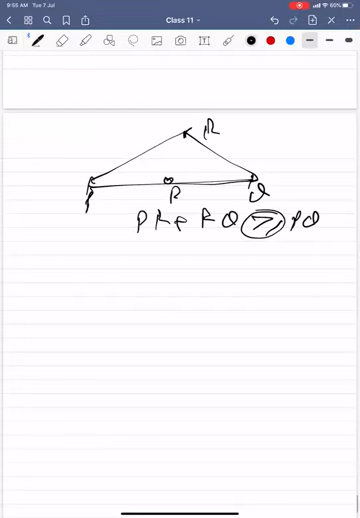 9:55 AM Tue 7 Jul
60%
Class 11
R
P
R
Q
PR + RQ ≥ PQ